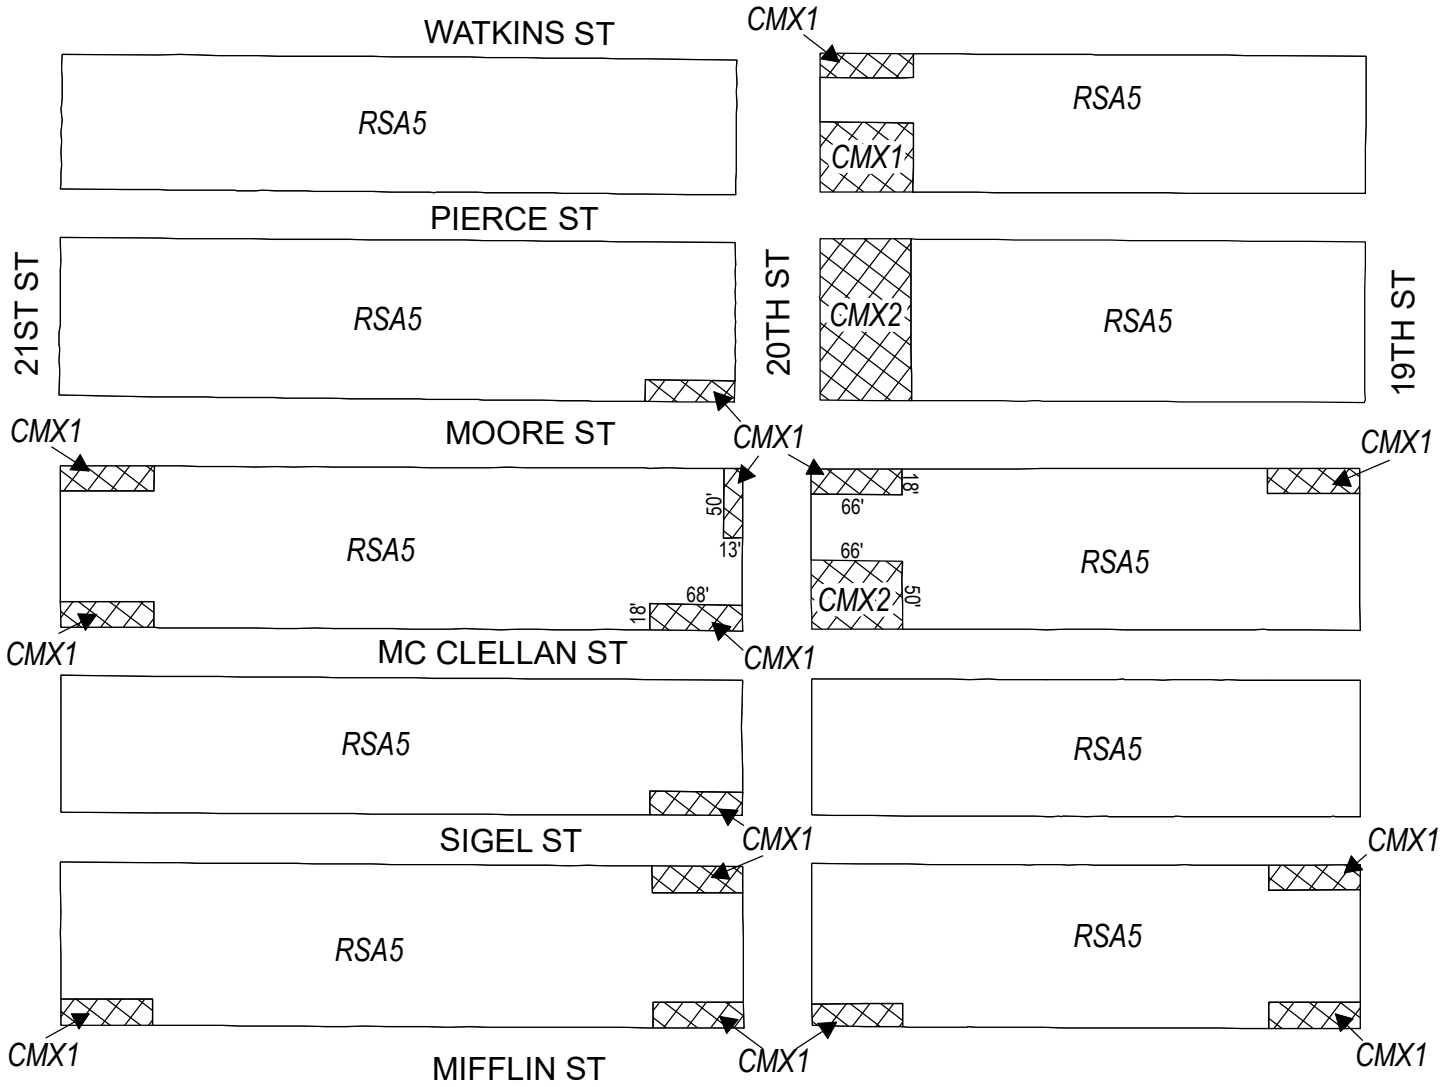 CMX1
WATKINS ST
RSA5
RSA5
CMX1
PIERCE ST
21ST ST
20TH ST
19TH ST
RSA5
CMX2
RSA5
CMX1
MOORE ST
CMX1
CMX1
50'
13'
18'
66'
RSA5
66'
RSA5
68'
18'
CMX2
50'
CMX1
MC CLELLAN ST
CMX1
RSA5
RSA5
SIGEL ST
CMX1
CMX1
RSA5
RSA5
CMX1
MIFFLIN ST
CMX1
CMX1